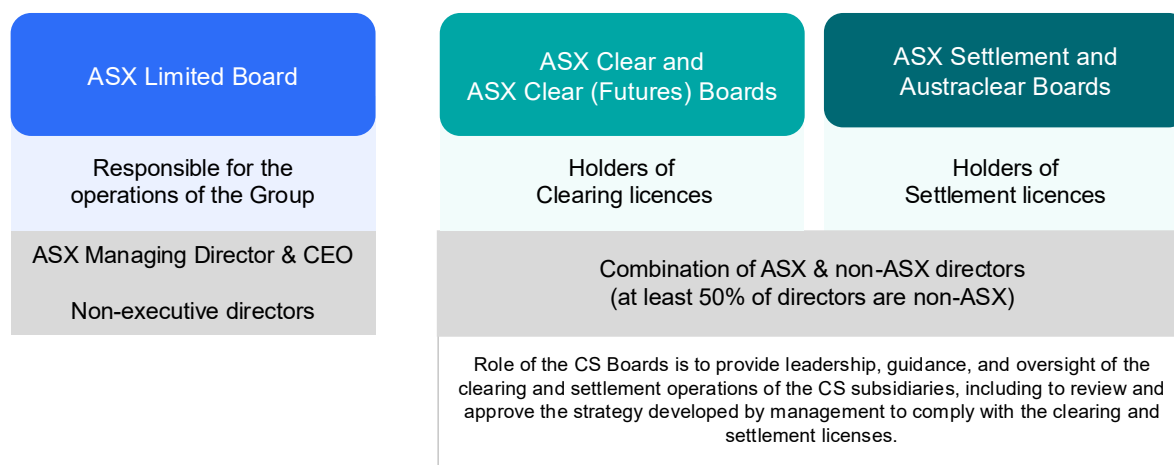 ASX Limited Board
Responsible for the
operations of the Group
ASX Managing Director & CEO
Non-executive directors
ASX Clear and
ASX Clear (Futures) Boards
Holders of
Clearing licences
ASX Settlement and
Austraclear Boards
Holders of
Settlement licences
Combination of ASX & non-ASX directors
(at least 50% of directors are non-ASX)
Role of the CS Boards is to provide leadership, guidance, and oversight of the
clearing and settlement operations of the CS subsidiaries, including to review and
approve the strategy developed by management to comply with the clearing and
settlement licenses.